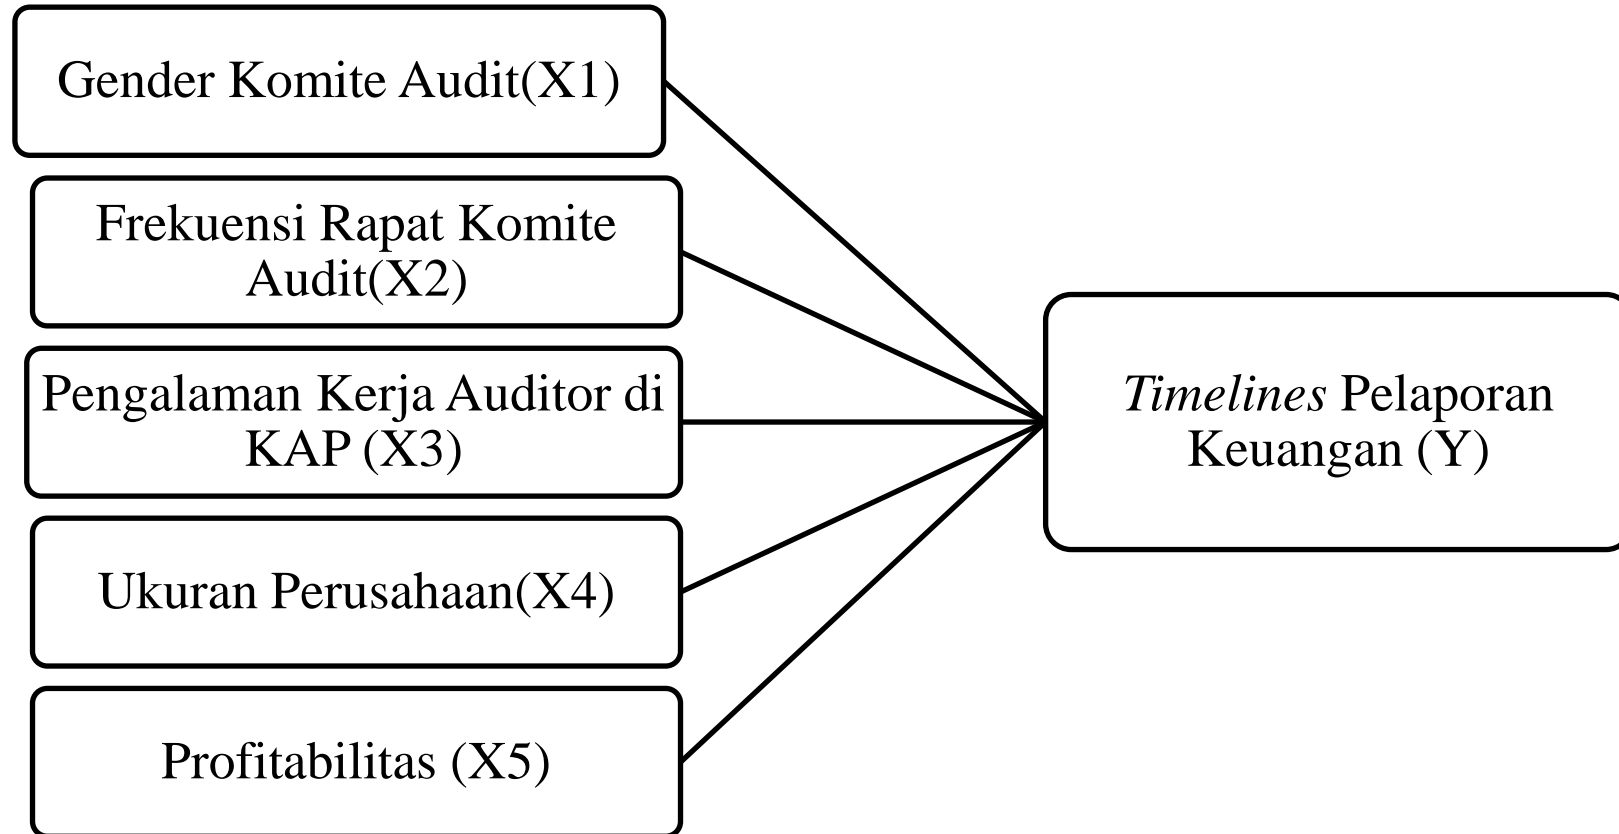 Gender Komite Audit(X1)
Frekuensi Rapat Komite
Audit(X2)
Pengalaman Kerja Auditor di
KAP (X3)
Ukuran Perusahaan(X4)
Profitabilitas (X5)
Timelines Pelaporan
Keuangan (Y)